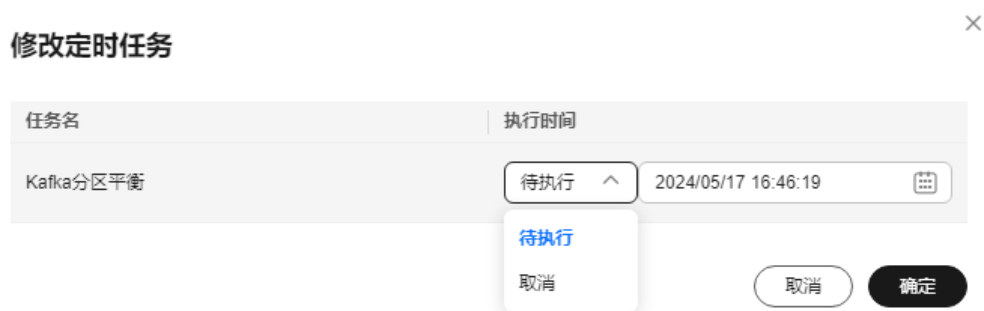 修改定时任务
任务名 执行时间
Kafka分区平衡 待执行 2024/05/17 16:46:19
待执行
取消
取消 确定